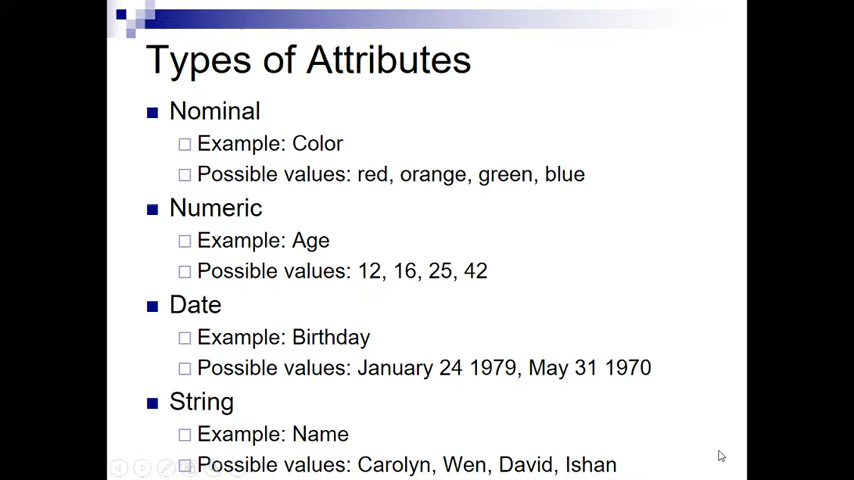 Types of Attributes
Nominal
Example: Color
Possible values: red, orange, green, blue
Numeric
Example: Age
Possible values: 12, 16, 25, 42
Date
Example: Birthday
Possible values: January 24 1979, May 31 1970
String
Example: Name
Possible values: Carolyn, Wen, David, Ishan